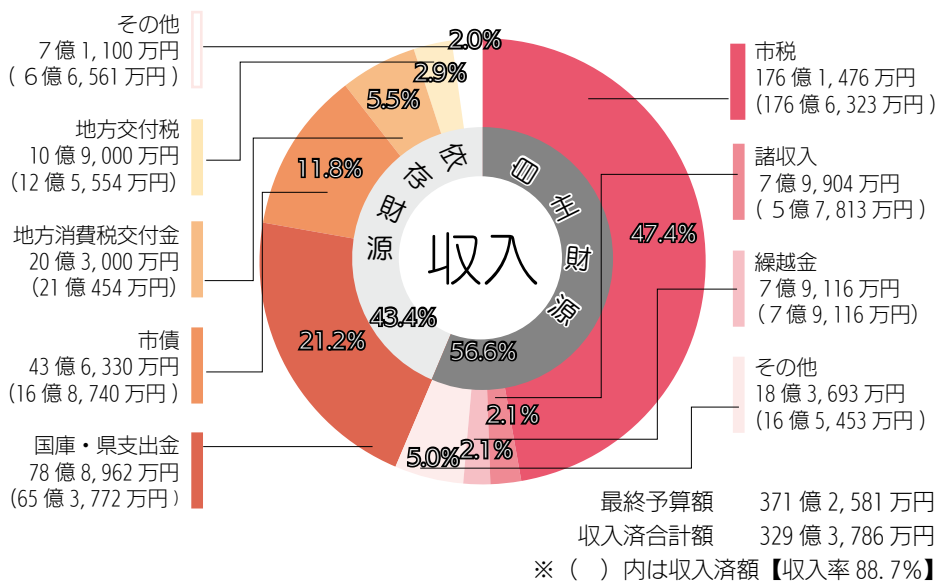 その他
7億1,100万円
(6億6,561万円)
地方交付税
10億9,000万円
(12億5,554万円)
地方消費税交付金
20億3,000万円
(21億454万円)
市債
43億6,330万円
(16億8,740万円)
国庫・県支出金
78億8,962万円
(65億3,772万円)
2.0%
2.9%
5.5%
11.8%
21.2%
43.4%
依存財源
収入
自主財源
56.6%
47.4%
2.1%
2.1%
5.0%
市税
176億1,476万円
(176億6,323万円)
諸収入
7億9,904万円
(5億7,813万円)
繰越金
7億9,116万円
(7億9,116万円)
その他
18億3,693万円
(16億5,453万円)
最終予算額 371億2,581万円
収入済合計額 329億3,786万円
※( )内は収入済額【収入率88.7%】